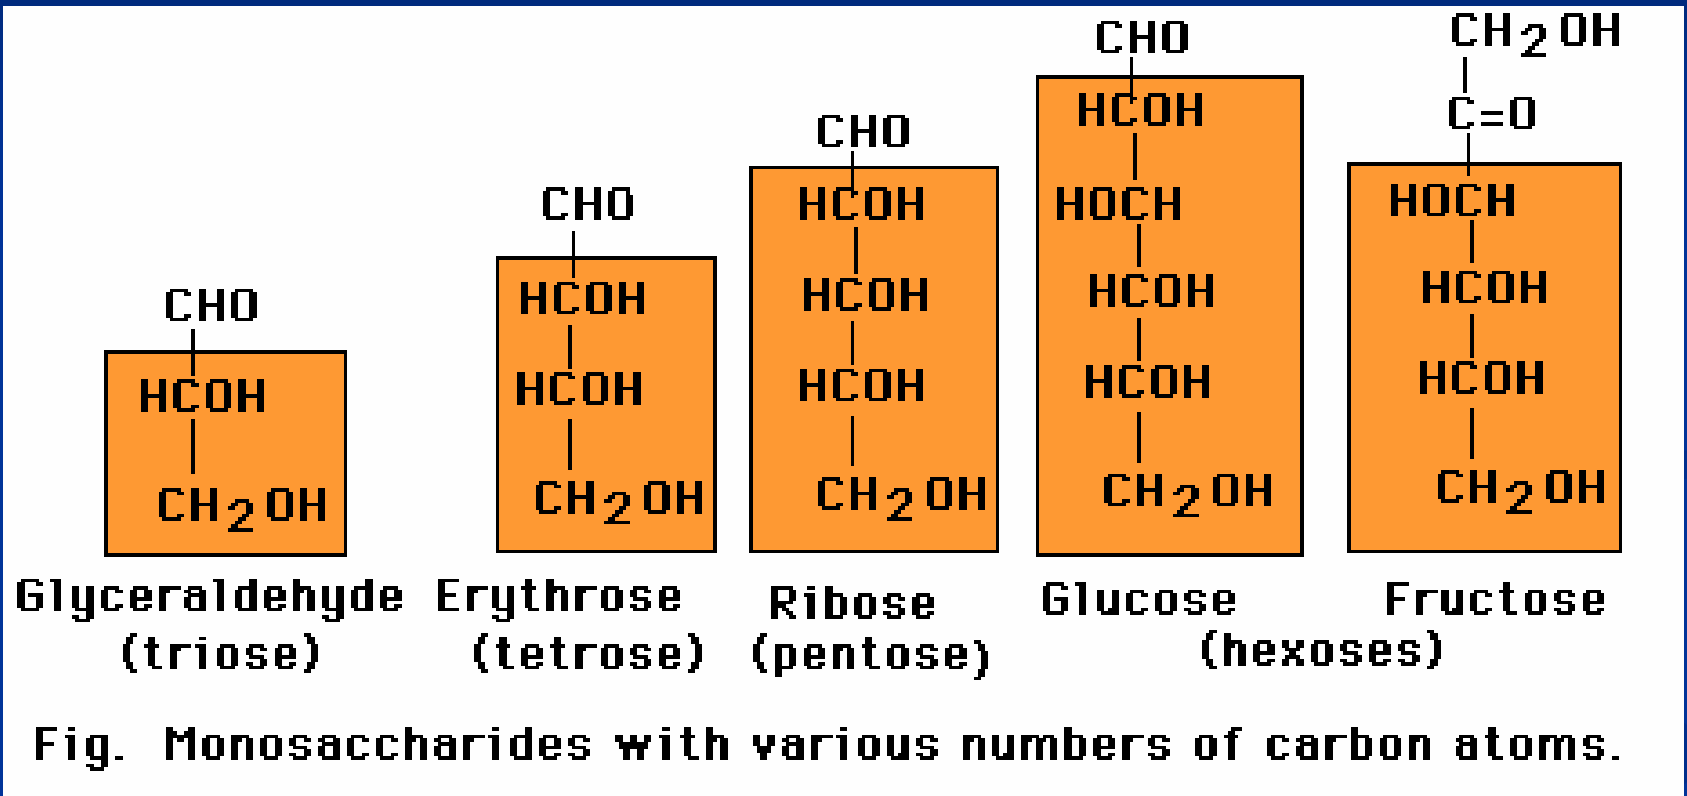 CHO
HCOH
CH2OH
Glyceraldehyde
(triose)
CHO
HCOH
HCOH
CH2OH
Erythrose
(tetrose)
CHO
HCOH
HCOH
HCOH
CH2OH
Ribose
(pentose)
CHO
HCOH
HOCH
HCOH
HCOH
CH2OH
Glucose
CH2OH
C=O
HOCH
HCOH
HCOH
CH2OH
Fructose
(hexoses)
Fig. Monosaccharides with various numbers of carbon atoms.